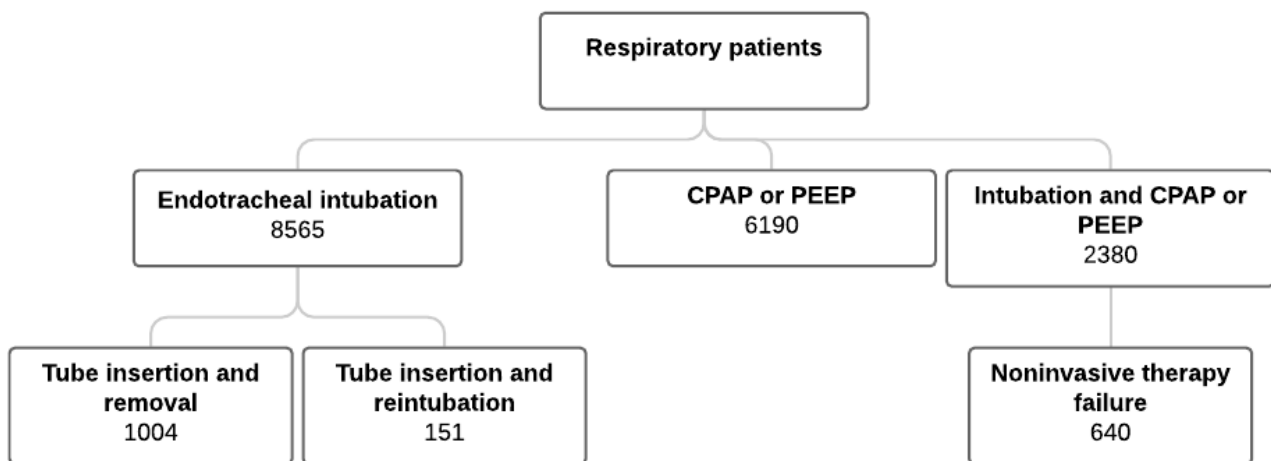 Respiratory patients
Endotracheal intubation
8565
CPAP or PEEP
6190
Intubation and CPAP or
PEEP
2380
Tube insertion and
removal
1004
Tube insertion and
reintubation
151
Noninvasive therapy
failure
640